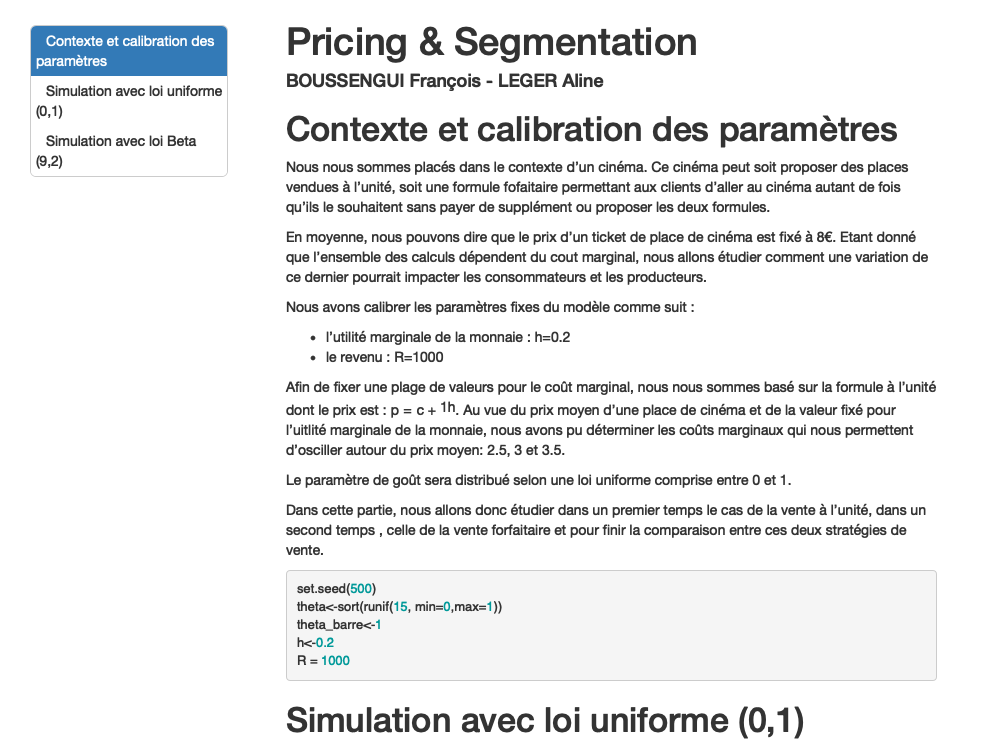 Contexte et calibration des
paramètres
Simulation avec loi uniforme
(0,1)
Simulation avec loi Beta
(9,2)
Pricing & Segmentation
BOUSSENGUI François - LEGER Aline
Contexte et calibration des paramètres
Nous nous sommes placés dans le contexte d'un cinéma. Ce cinéma peut soit proposer des places
vendues à l'unité, soit une formule fofaitaire permettant aux clients d'aller au cinéma autant de fois
qu'ils le souhaitent sans payer de supplément ou proposer les deux formules.
En moyenne, nous pouvons dire que le prix d'un ticket de place de cinéma est fixé à 8€. Etant donné
que l'ensemble des calculs dépendent du cout marginal, nous allons étudier comment une variation de
ce dernier pourrait impacter les consommateurs et les producteurs.
Nous avons calibrer les paramètres fixes du modèle comme suit :
• l'utilité marginale de la monnaie : h=0.2
• le revenu : R=1000
Afin de fixer une plage de valeurs pour le coût marginal, nous nous sommes basé sur la formule à l'unité
dont le prix est : p = c + 1h. Au vue du prix moyen d'une place de cinéma et de la valeur fixé pour
l'uitlité marginale de la monnaie, nous avons pu déterminer les coûts marginaux qui nous permettent
d'osciller autour du prix moyen: 2.5, 3 et 3.5.
Le paramètre de goût sera distribué selon une loi uniforme comprise entre 0 et 1.
Dans cette partie, nous allons donc étudier dans un premier temps le cas de la vente à l'unité, dans un
second temps , celle de la vente forfaitaire et pour finir la comparaison entre ces deux stratégies de
vente.
set.seed(500)
theta<-sort(runif(15, min=0,max=1))
theta_barre<-1
h<-0.2
R = 1000
Simulation avec loi uniforme (0,1)